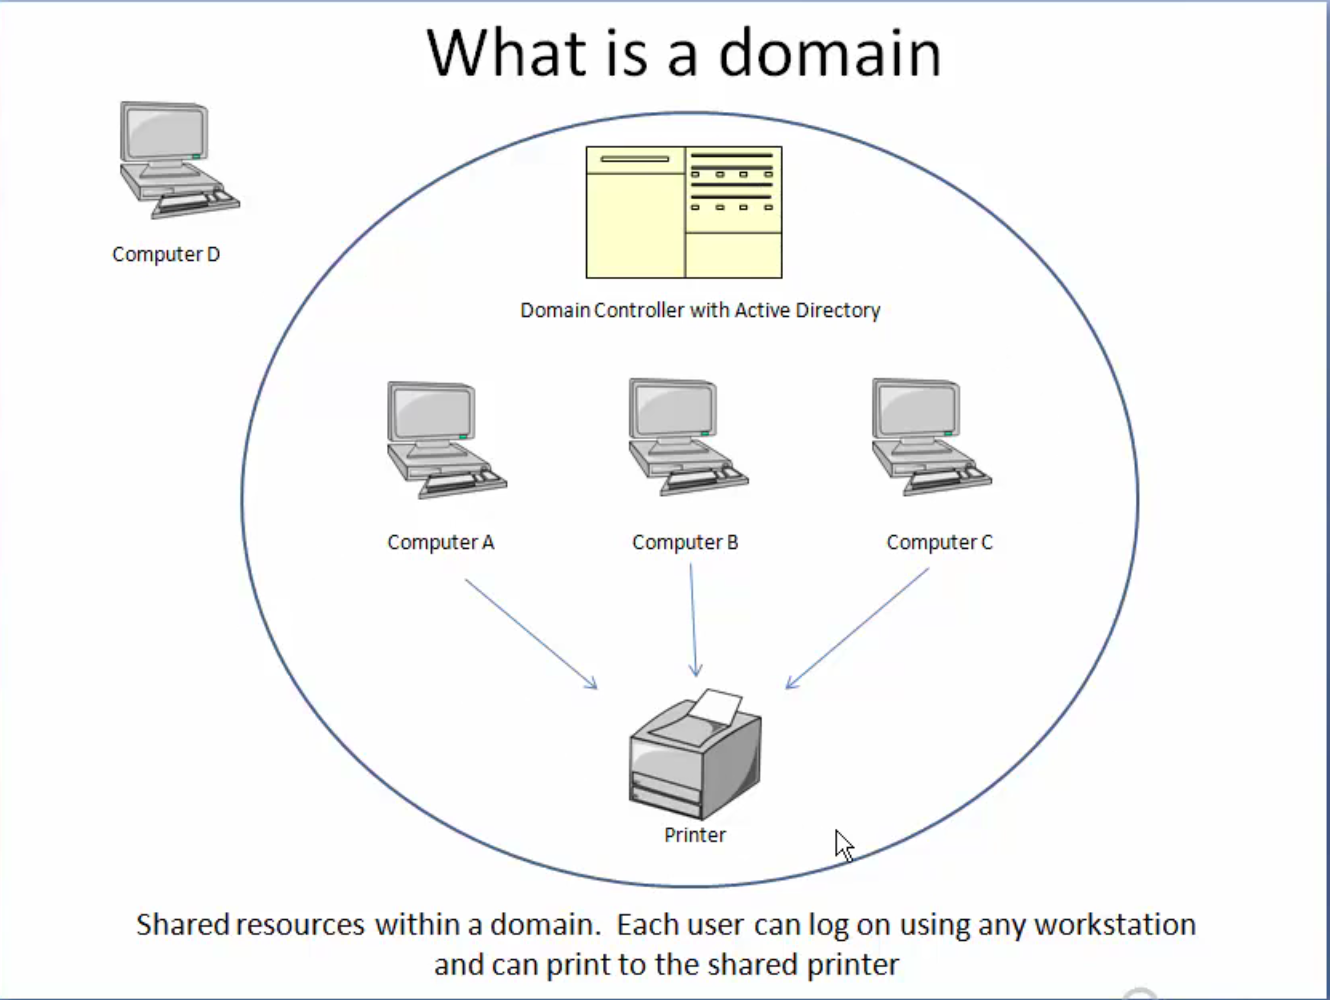 What is a domain
Computer D
Domain Controller with Active Directory
Computer A
Computer B
Computer C
Printer
Shared resources within a domain.  Each user can log on using any workstation
and can print to the shared printer